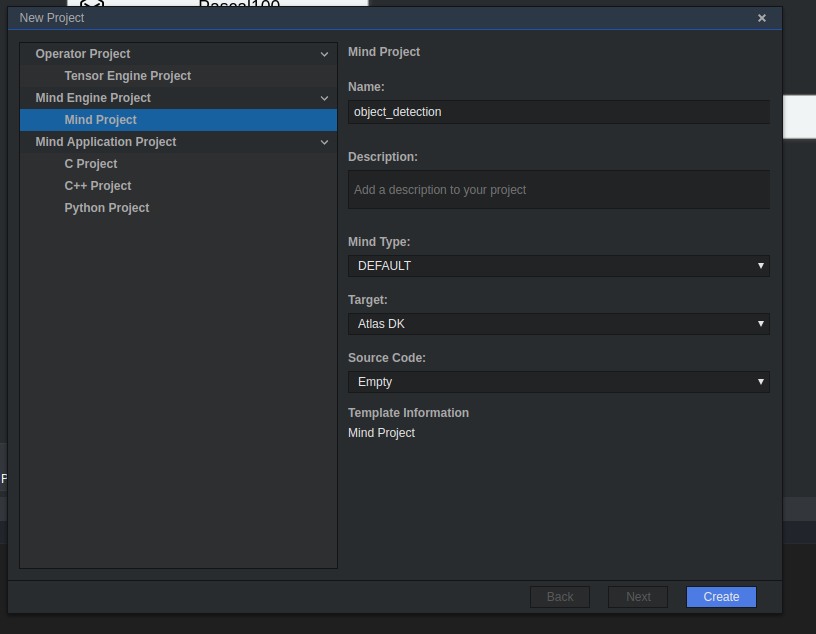 New Project
Operator Project
Tensor Engine Project
Mind Engine Project
Mind Project
Mind Application Project
C Project
C++ Project
Python Project
Mind Project
Name:
object_detection
Description:
Add a description to your project
Mind Type:
DEFAULT
Target:
Atlas DK
Source Code:
Empty
Template Information
Mind Project
Back
Next
Create